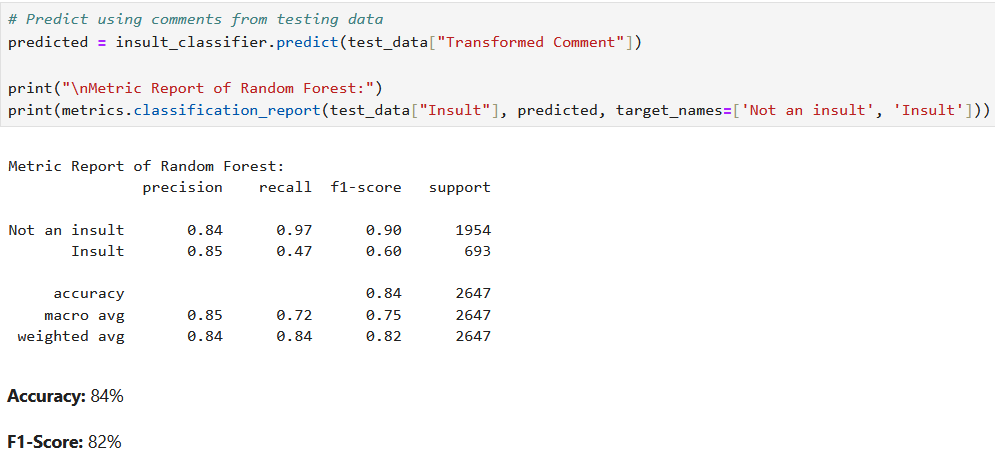 # Predict using comments from testing data
predicted = insult_classifier.predict(test_data["Transformed Comment"])
print("\nMetric Report of Random Forest:")
print(metrics.classification_report(test_data["Insult"], predicted, target_names=['Not an insult', 'Insult']))
Metric Report of Random Forest:
precision recall f1-score support
Not an insult 0.84 0.97 0.90 1954
Insult 0.85 0.47 0.60 693
accuracy 0.84 2647
macro avg 0.85 0.72 0.75 2647
weighted avg 0.84 0.84 0.82 2647
Accuracy: 84%
F1-Score: 82%